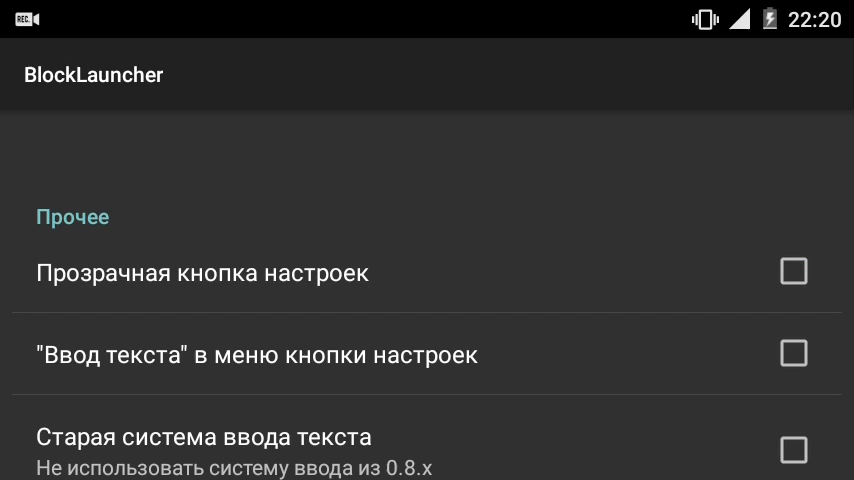 REC.
22:20
BlockLauncher
Прочее
Прозрачная кнопка настроек
"Ввод текста" в меню кнопки настроек
Старая система ввода текста
Не использовать систему ввода из 0.8.x